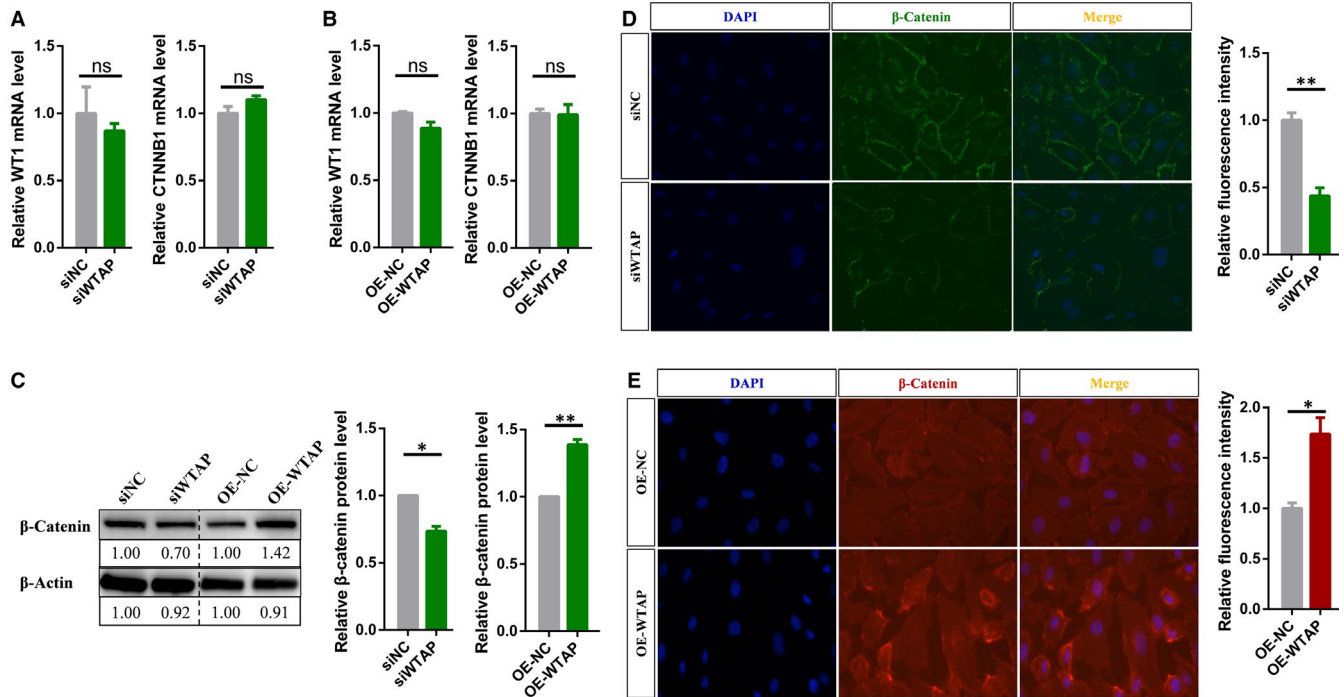 A
Relative WT1 mRNA level
1.5
1.0
0.5
0.0
ns
siNC
siWTAP
Relative CTNNB1 mRNA level
1.5
1.0
0.5
0.0
ns
siNC
siWTAP
B
Relative WT1 mRNA level
1.5
1.0
0.5
0.0
ns
OE-NC
OE-WTAP
Relative CTNNB1 mRNA level
1.5
1.0
0.5
0.0
ns
OE-NC
OE-WTAP
C
siNC siWTAP OE-NC OE-WTAP
β-Catenin
1.00 0.70 1.00 1.42
β-Actin
1.00 0.92 1.00 0.91
Relative β-catenin protein level
1.5
1.0
0.5
0.0
*
siNC
siWTAP
Relative β-catenin protein level
1.5
1.0
0.5
0.0
**
OE-NC
OE-WTAP
D
DAPI β-Catenin Merge
siNC
siWTAP
Relative fluorescence intensity
1.5
1.0
0.5
0.0
**
siNC
siWTAP
E
DAPI β-Catenin Merge
OE-NC
OE-WTAP
Relative fluorescence intensity
2.0
1.5
1.0
0.5
0.0
*
OE-NC
OE-WTAP